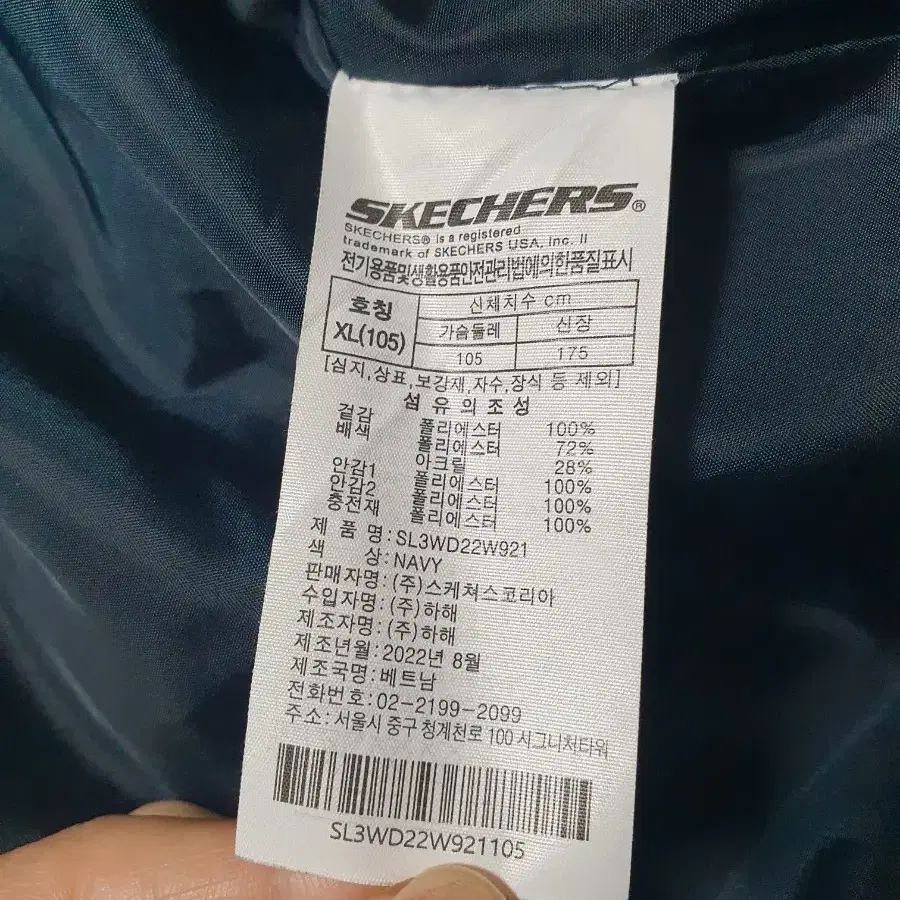 SKECHERS®
SKECHERS® is a registered
trademark of SKECHERS USA, Inc. II
전기용품및생활용품안전관리법에의한품질표시
호칭 신체치수 cm
XL(105) 가슴둘레 신장
105 175
[심지,상표,보강재,자수,장식 등 제외]
섬유의조성
겉감 폴리에스터 100%
배색 폴리에스터 72%
아크릴 28%
안감1 폴리에스터 100%
안감2 폴리에스터 100%
충전재 폴리에스터 100%
제 품 명:SL3WD22W921
색 상:NAVY
판매자명:(주)스케쳐스코리아
수입자명:(주)하해
제조자명:(주)하해
제조년월:2022년 8월
제조국명:베트남
전화번호:02-2199-2099
주소:서울시 중구 청계천로 100 시그니처타워
SL3WD22W921105